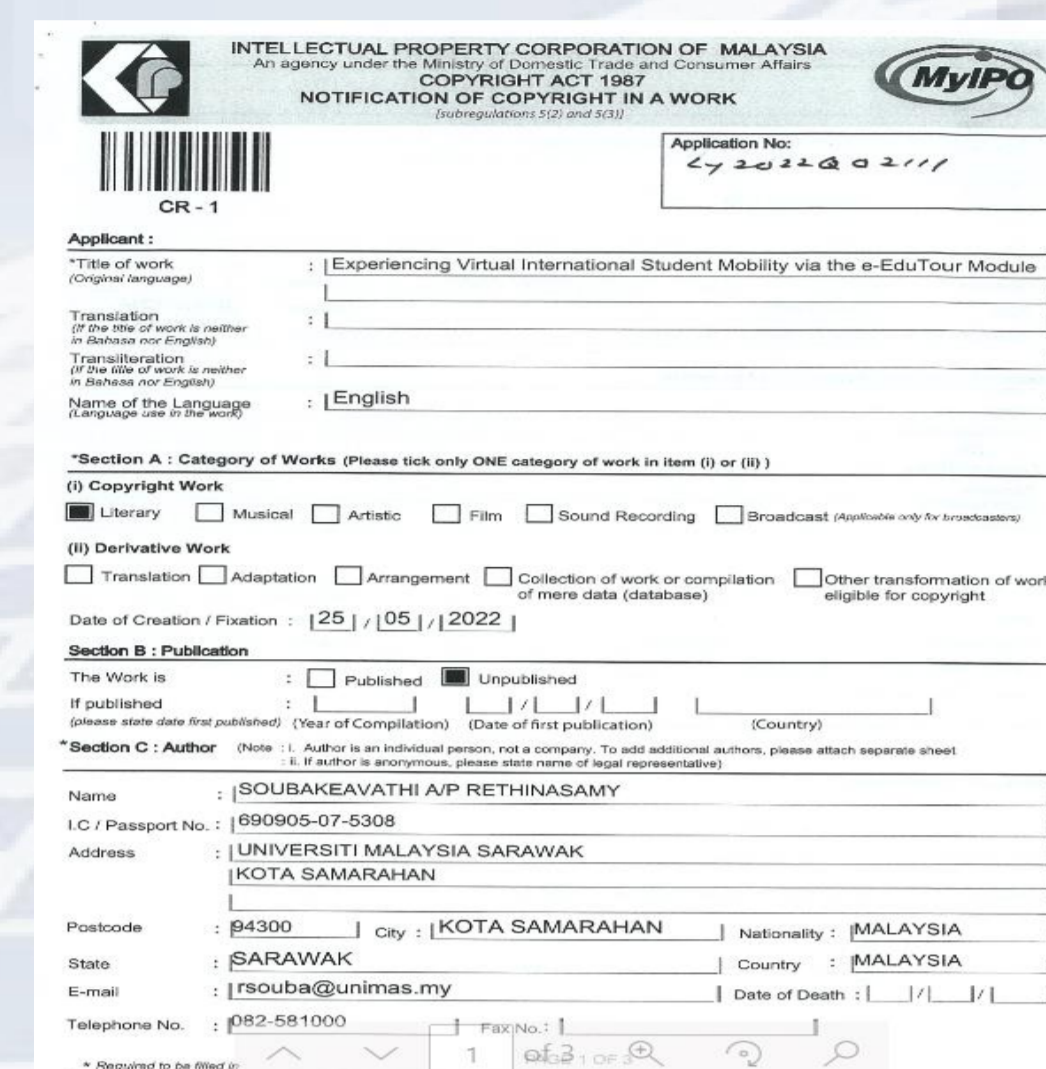 INTELLECTUAL PROPERTY CORPORATION OF MALAYSIA
An agency under the Ministry of Domestic Trade and Consumer Affairs
COPYRIGHT ACT 1987
NOTIFICATION OF COPYRIGHT IN A WORK
[subregulations 5(2) and 5(3)]
MyIPO
CR - 1
Application No:
Applicant :
*Title of work : Experiencing Virtual International Student Mobility via the e-EduTour Module
(Original language)
Translation :
(If the title of work is neither
in Bahasa nor English)
Transliteration :
(If the title of work is neither
in Bahasa nor English)
Name of the Language : English
(Language use in the work)
*Section A : Category of Works (Please tick only ONE category of work in item (i) or (ii) )
(i) Copyright Work
Literary Musical Artistic Film Sound Recording Broadcast (Applicable only for broadcasters)
(ii) Derivative Work
Translation Adaptation Arrangement Collection of work or compilation Other transformation of work
of mere data (database) eligible for copyright
Date of Creation / Fixation : 25 / 05 / 2022
Section B : Publication
The Work is : Published Unpublished
If published : / /
(please state date first published) (Year of Compilation) (Date of first publication) (Country)
*Section C : Author (Note : i. Author is an individual person, not a company. To add additional authors, please attach separate sheet
: ii. If author is anonymous, please state name of legal representative)
Name : SOUBAKEAVATHI A/P RETHINASAMY
I.C / Passport No. : 690905-07-5308
Address : UNIVERSITI MALAYSIA SARAWAK
KOTA SAMARAHAN
Postcode : 94300 City : KOTA SAMARAHAN Nationality : MALAYSIA
State : SARAWAK Country : MALAYSIA
E-mail : rsouba@unimas.my Date of Death : / /
Telephone No. : 082-581000 Fax No. :
* Required to be filled in
1 of 3
PAGE 1 OF 3